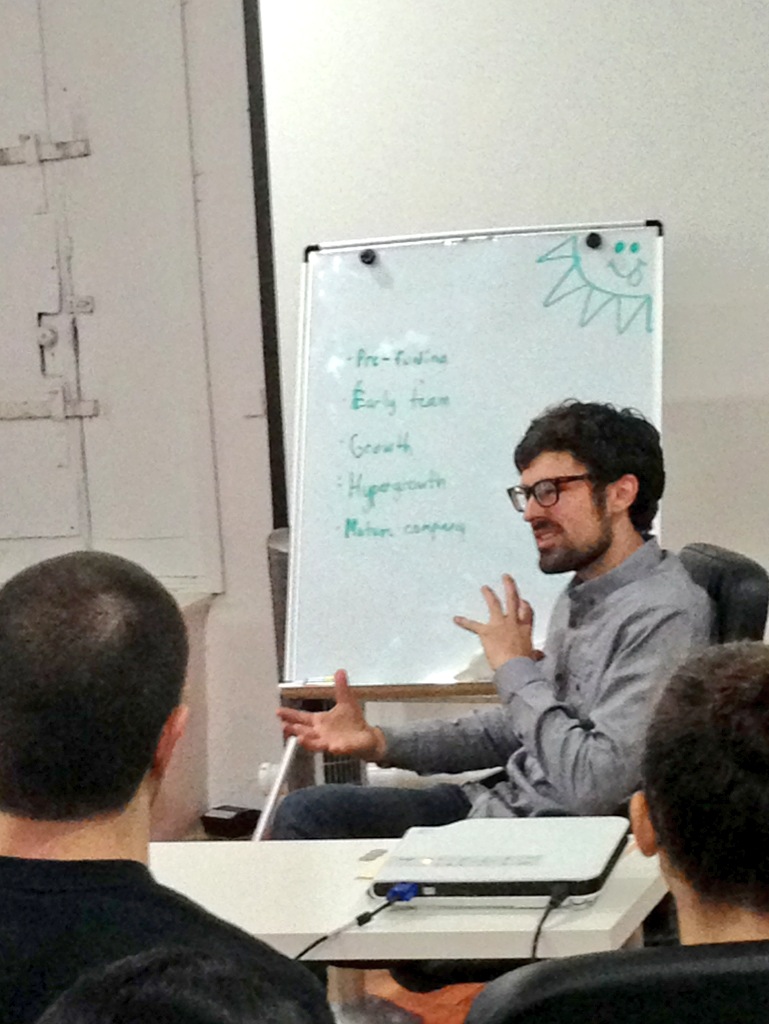 - Pre-funding
- Early team
- Growth
- Hypergrowth
- Mature company